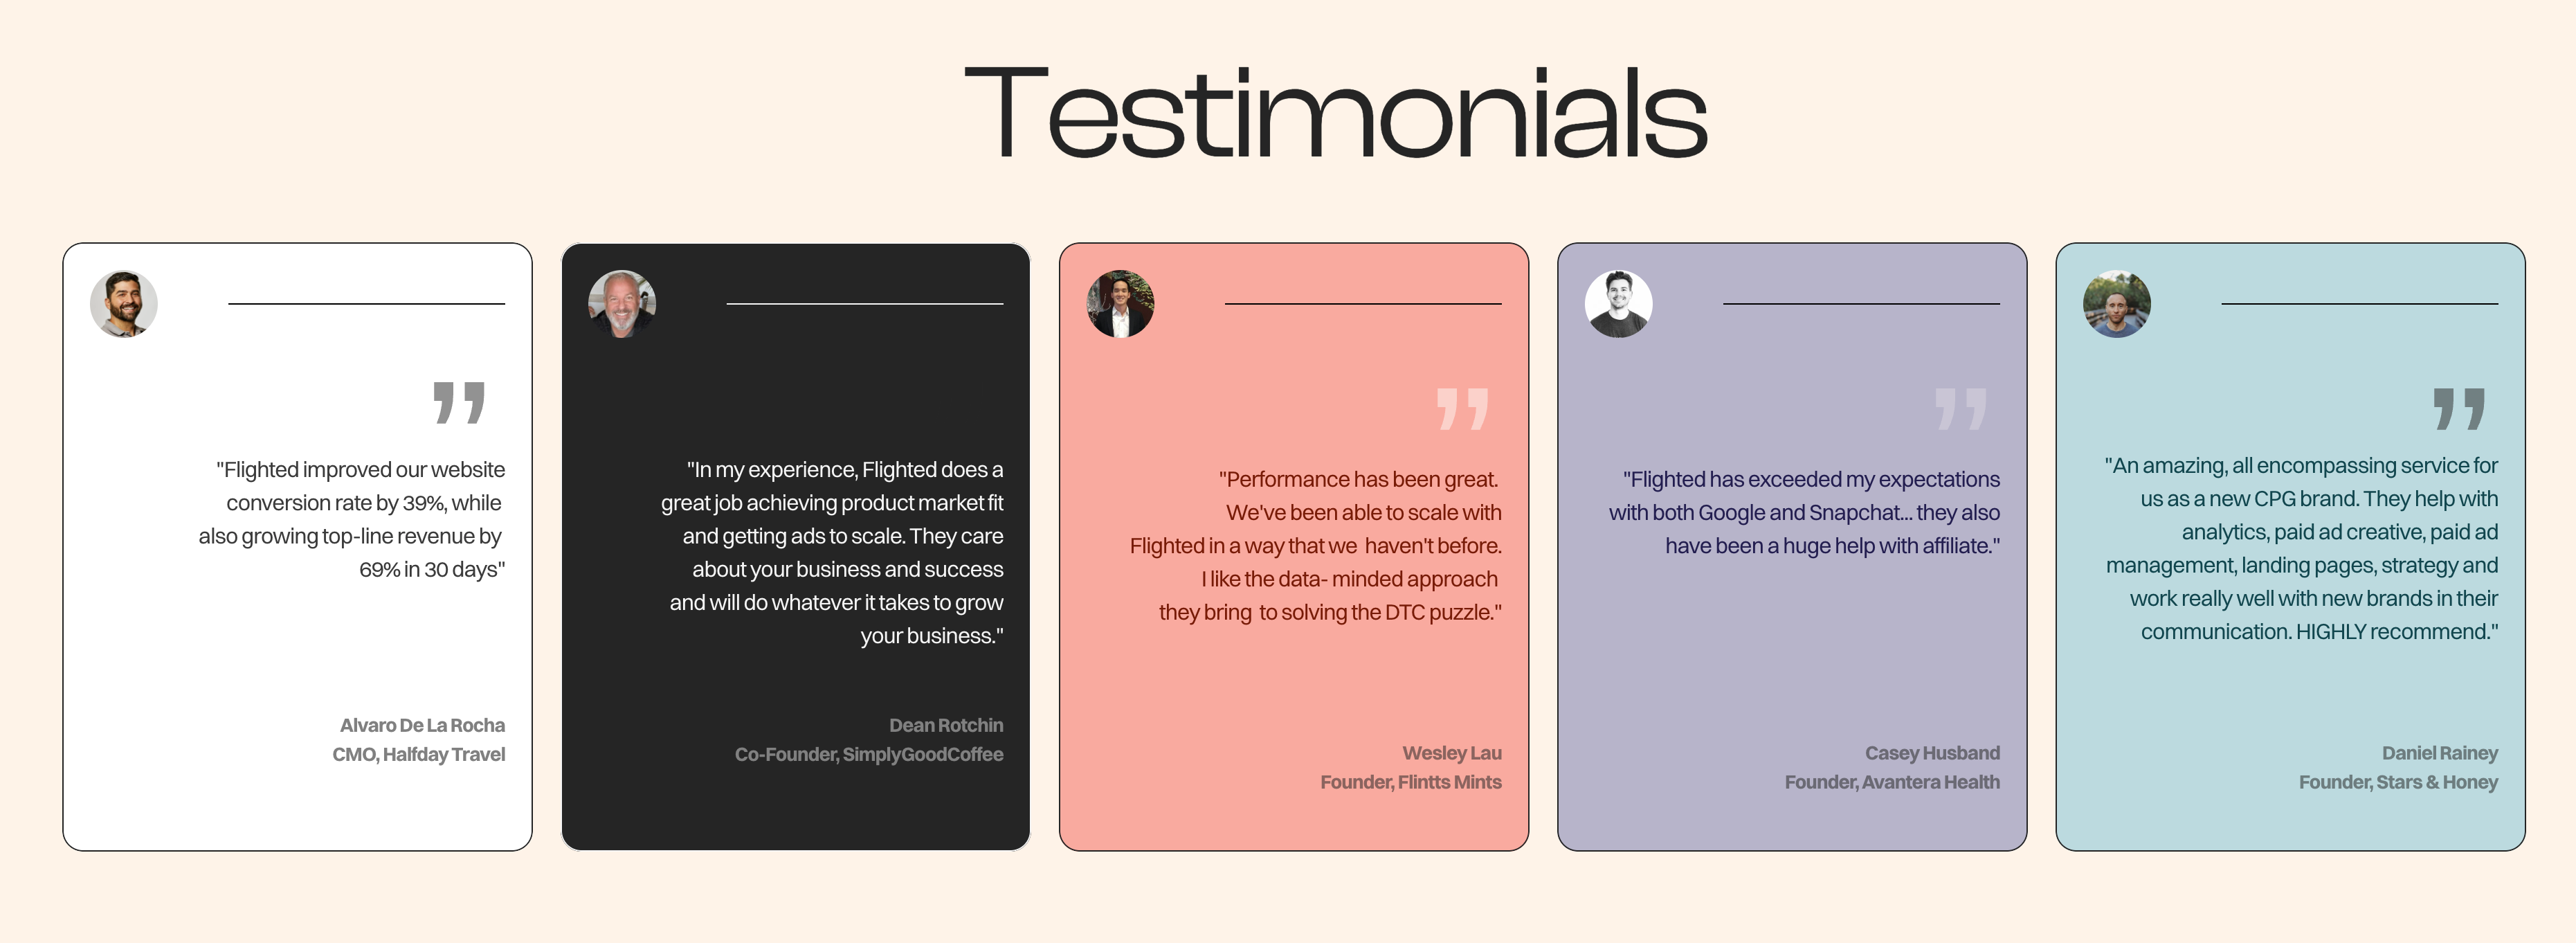 Testimonials
”
"Flighted improved our website
conversion rate by 39%, while
also growing top-line revenue by
69% in 30 days"
Alvaro De La Rocha
CMO, Halfday Travel
"In my experience, Flighted does a
great job achieving product market fit
and getting ads to scale. They care
about your business and success
and will do whatever it takes to grow
your business."
Dean Rotchin
Co-Founder, SimplyGoodCoffee
”
"Performance has been great.
We've been able to scale with
Flighted in a way that we  haven't before.
I like the data- minded approach
they bring  to solving the DTC puzzle."
Wesley Lau
Founder, Flintts Mints
”
"Flighted has exceeded my expectations
with both Google and Snapchat... they also
have been a huge help with affiliate."
Casey Husband
Founder, Avantera Health
”
"An amazing, all encompassing service for
us as a new CPG brand. They help with
analytics, paid ad creative, paid ad
management, landing pages, strategy and
work really well with new brands in their
communication. HIGHLY recommend."
Daniel Rainey
Founder, Stars & Honey